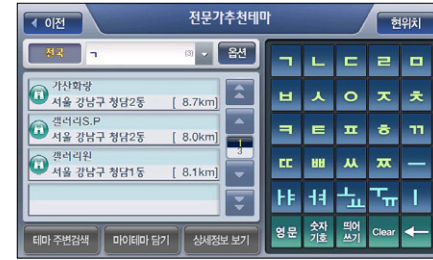 이전
전문가추천테마
현위치
전국
ㄱ
(3)
옵션
가산화랑
서울 강남구 청담2동 [ 8.7km]
갤러리S.P
서울 강남구 청담2동 [ 8.0km]
갤러리원
서울 강남구 청담1동 [ 8.1km]
1
3
테마 주변검색
마이테마 담기
상세정보 보기
ㄱ ㄴ ㄷ ㄹ ㅁ
ㅂ ㅅ ㅇ ㅈ ㅊ
ㅋ ㅌ ㅍ ㅎ ㄲ
ㄸ ㅃ ㅆ ㅉ ㅡ
ㅏㅑ ㅓㅕ ㅗㅛ ㅜㅠ ㅣ
영문 숫자 기호 띄어 쓰기 Clear